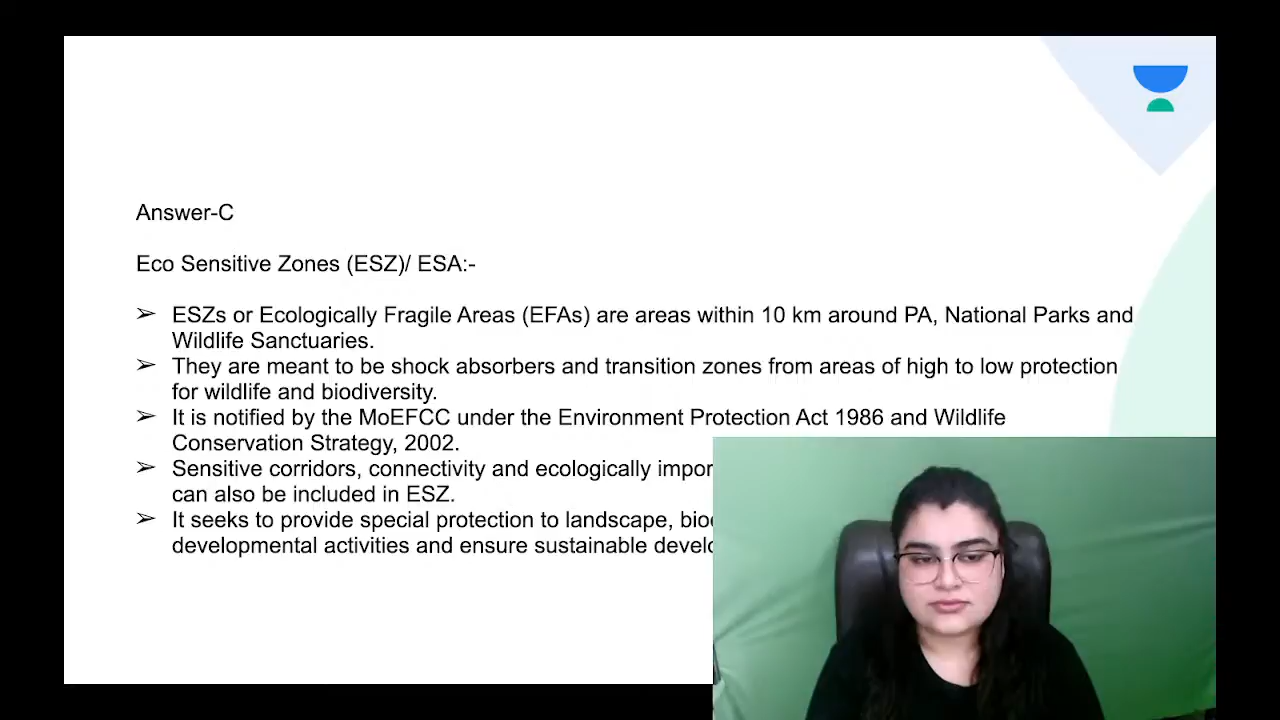 Answer-C
Eco Sensitive Zones (ESZ)/ ESA:-
➢ ESZs or Ecologically Fragile Areas (EFAs) are areas within 10 km around PA, National Parks and
Wildlife Sanctuaries.
➢ They are meant to be shock absorbers and transition zones from areas of high to low protection
for wildlife and biodiversity.
➢ It is notified by the MoEFCC under the Environment Protection Act 1986 and Wildlife
Conservation Strategy, 2002.
➢ Sensitive corridors, connectivity and ecologically
can also be included in ESZ.
➢ It seeks to provide special protection to landscape,
developmental activities and ensure sustainable